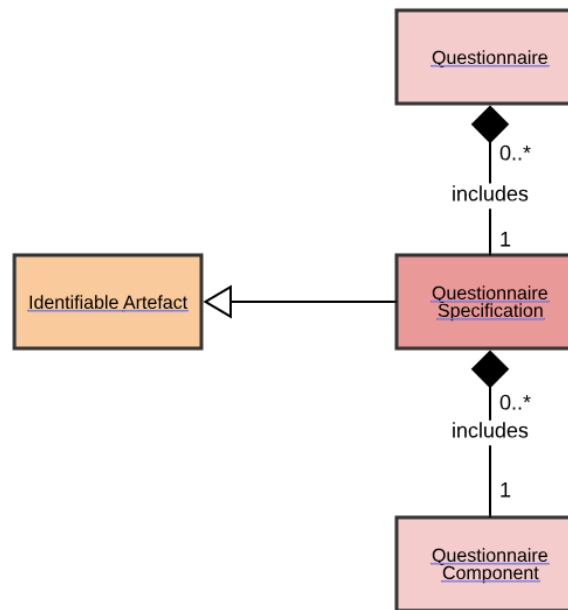 Questionnaire
0..*
includes
1
Identifiable Artefact
Questionnaire
Specification
0..*
includes
1
Questionnaire
Component